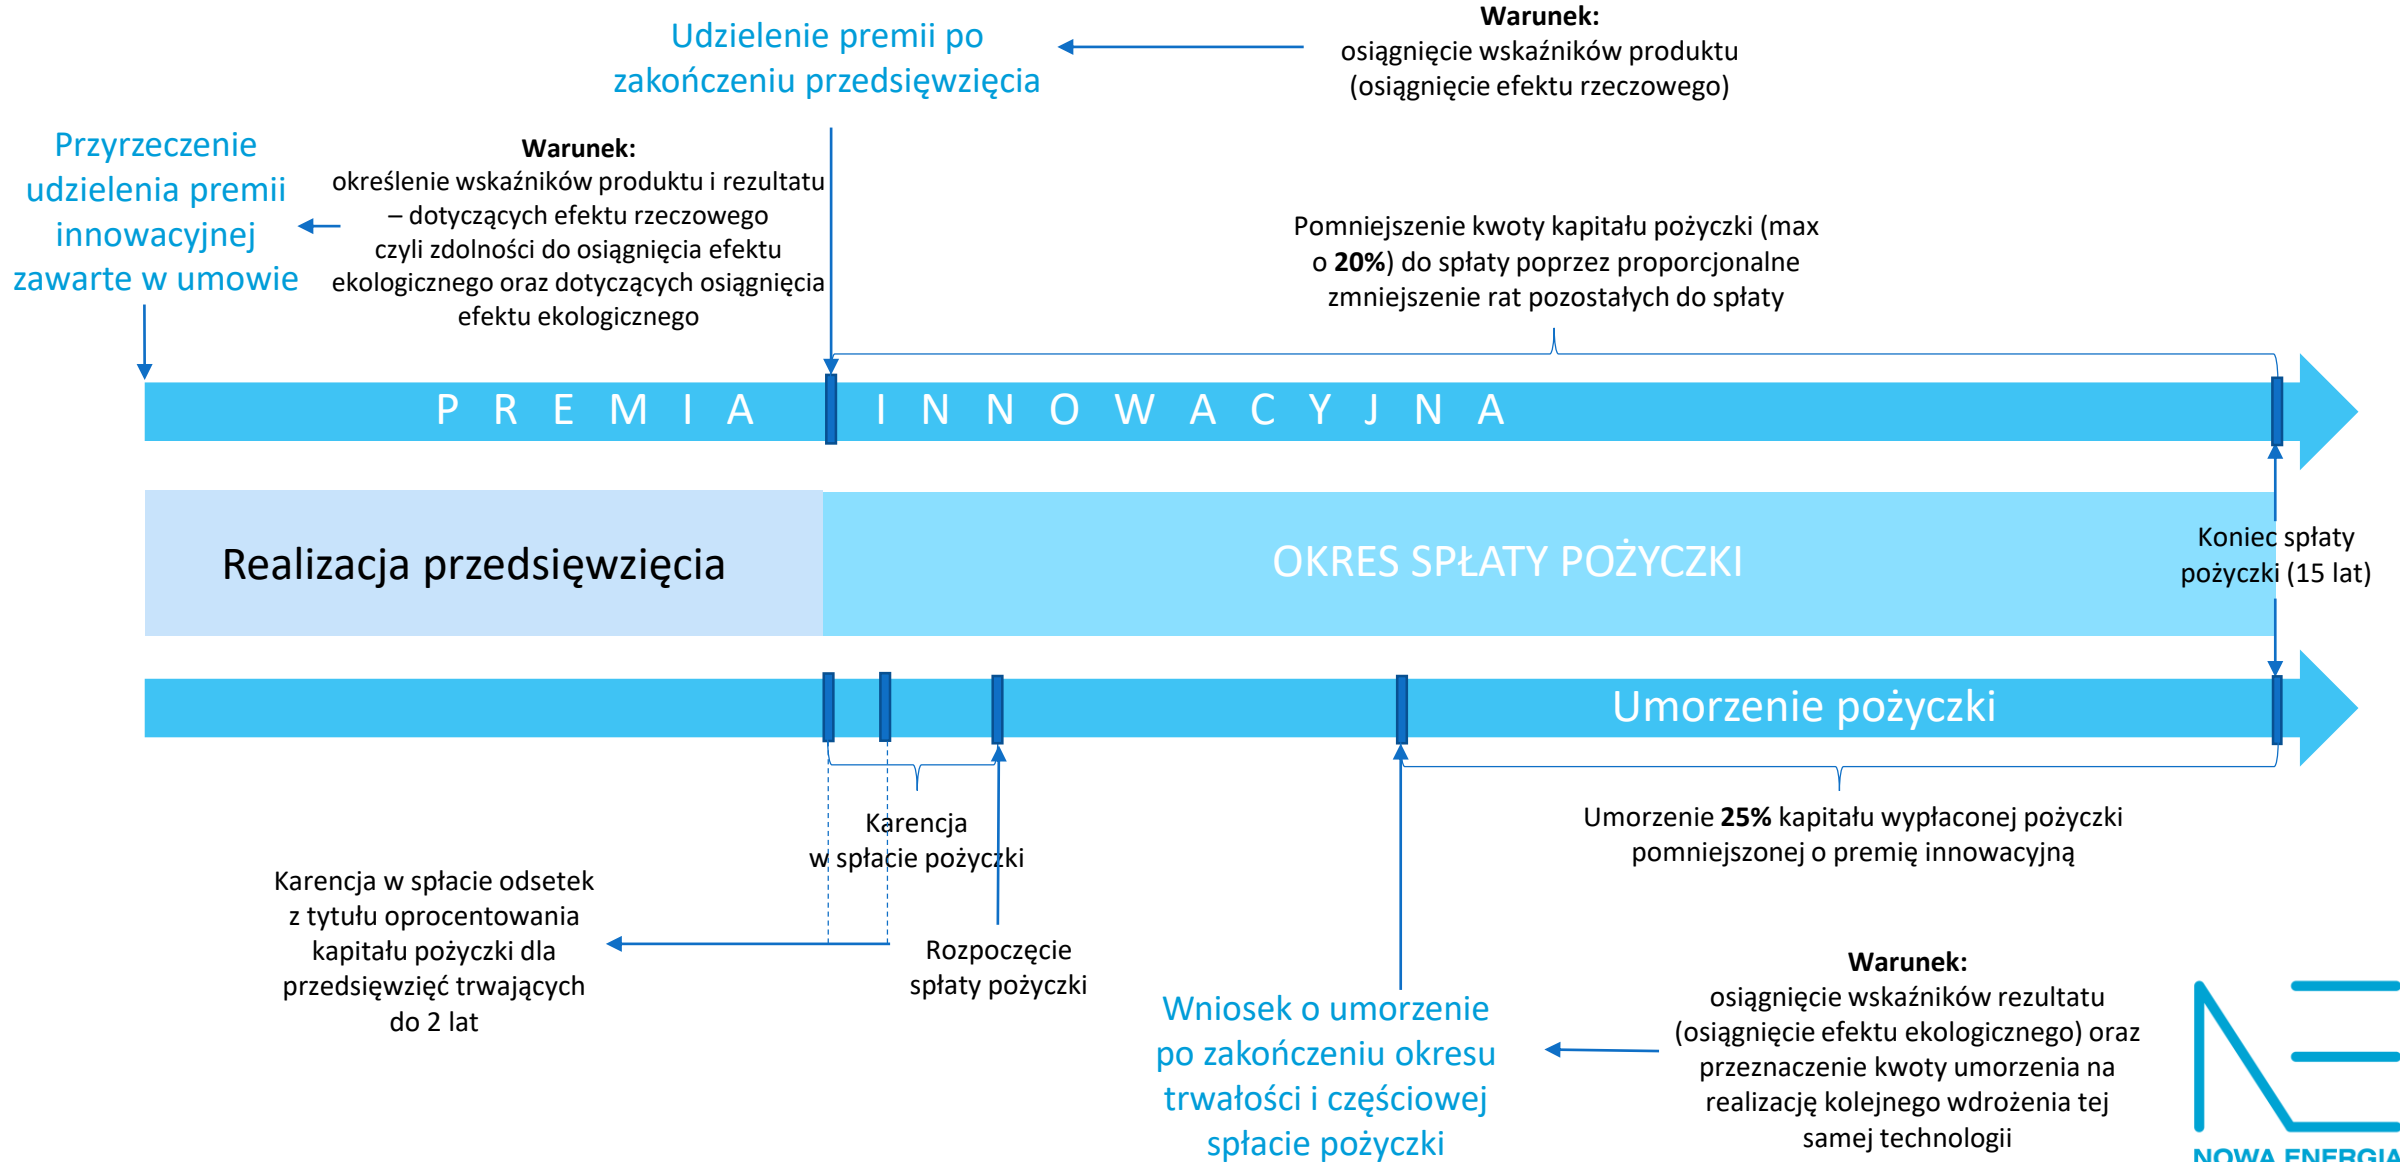 Warunek:
osiągnięcie wskaźników produktu
(osiągnięcie efektu rzeczowego)
Udzielenie premii po
zakończeniu przedsięwzięcia
Przyrzeczenie
udzielenia premii
innowacyjnej
zawarte w umowie
Warunek:
określenie wskaźników produktu i rezultatu
– dotyczących efektu rzeczowego
czyli zdolności do osiągnięcia efektu
ekologicznego oraz dotyczących osiągnięcia
efektu ekologicznego
Pomniejszenie kwoty kapitału pożyczki (max
o 20%) do spłaty poprzez proporcjonalne
zmniejszenie rat pozostałych do spłaty
P R E M I A I N N O W A C Y J N A
Realizacja przedsięwzięcia
OKRES SPŁATY POŻYCZKI
Koniec spłaty
pożyczki (15 lat)
Umorzenie pożyczki
Karencja
w spłacie pożyczki
Umorzenie 25% kapitału wypłaconej pożyczki
pomniejszonej o premię innowacyjną
Karencja w spłacie odsetek
z tytułu oprocentowania
kapitału pożyczki dla
przedsięwzięć trwających
do 2 lat
Rozpoczęcie
spłaty pożyczki
Wniosek o umorzenie
po zakończeniu okresu
trwałości i częściowej
spłacie pożyczki
Warunek:
osiągnięcie wskaźników rezultatu
(osiągnięcie efektu ekologicznego) oraz
przeznaczenie kwoty umorzenia na
realizację kolejnego wdrożenia tej
samej technologii
NE
NOWA ENERGIA